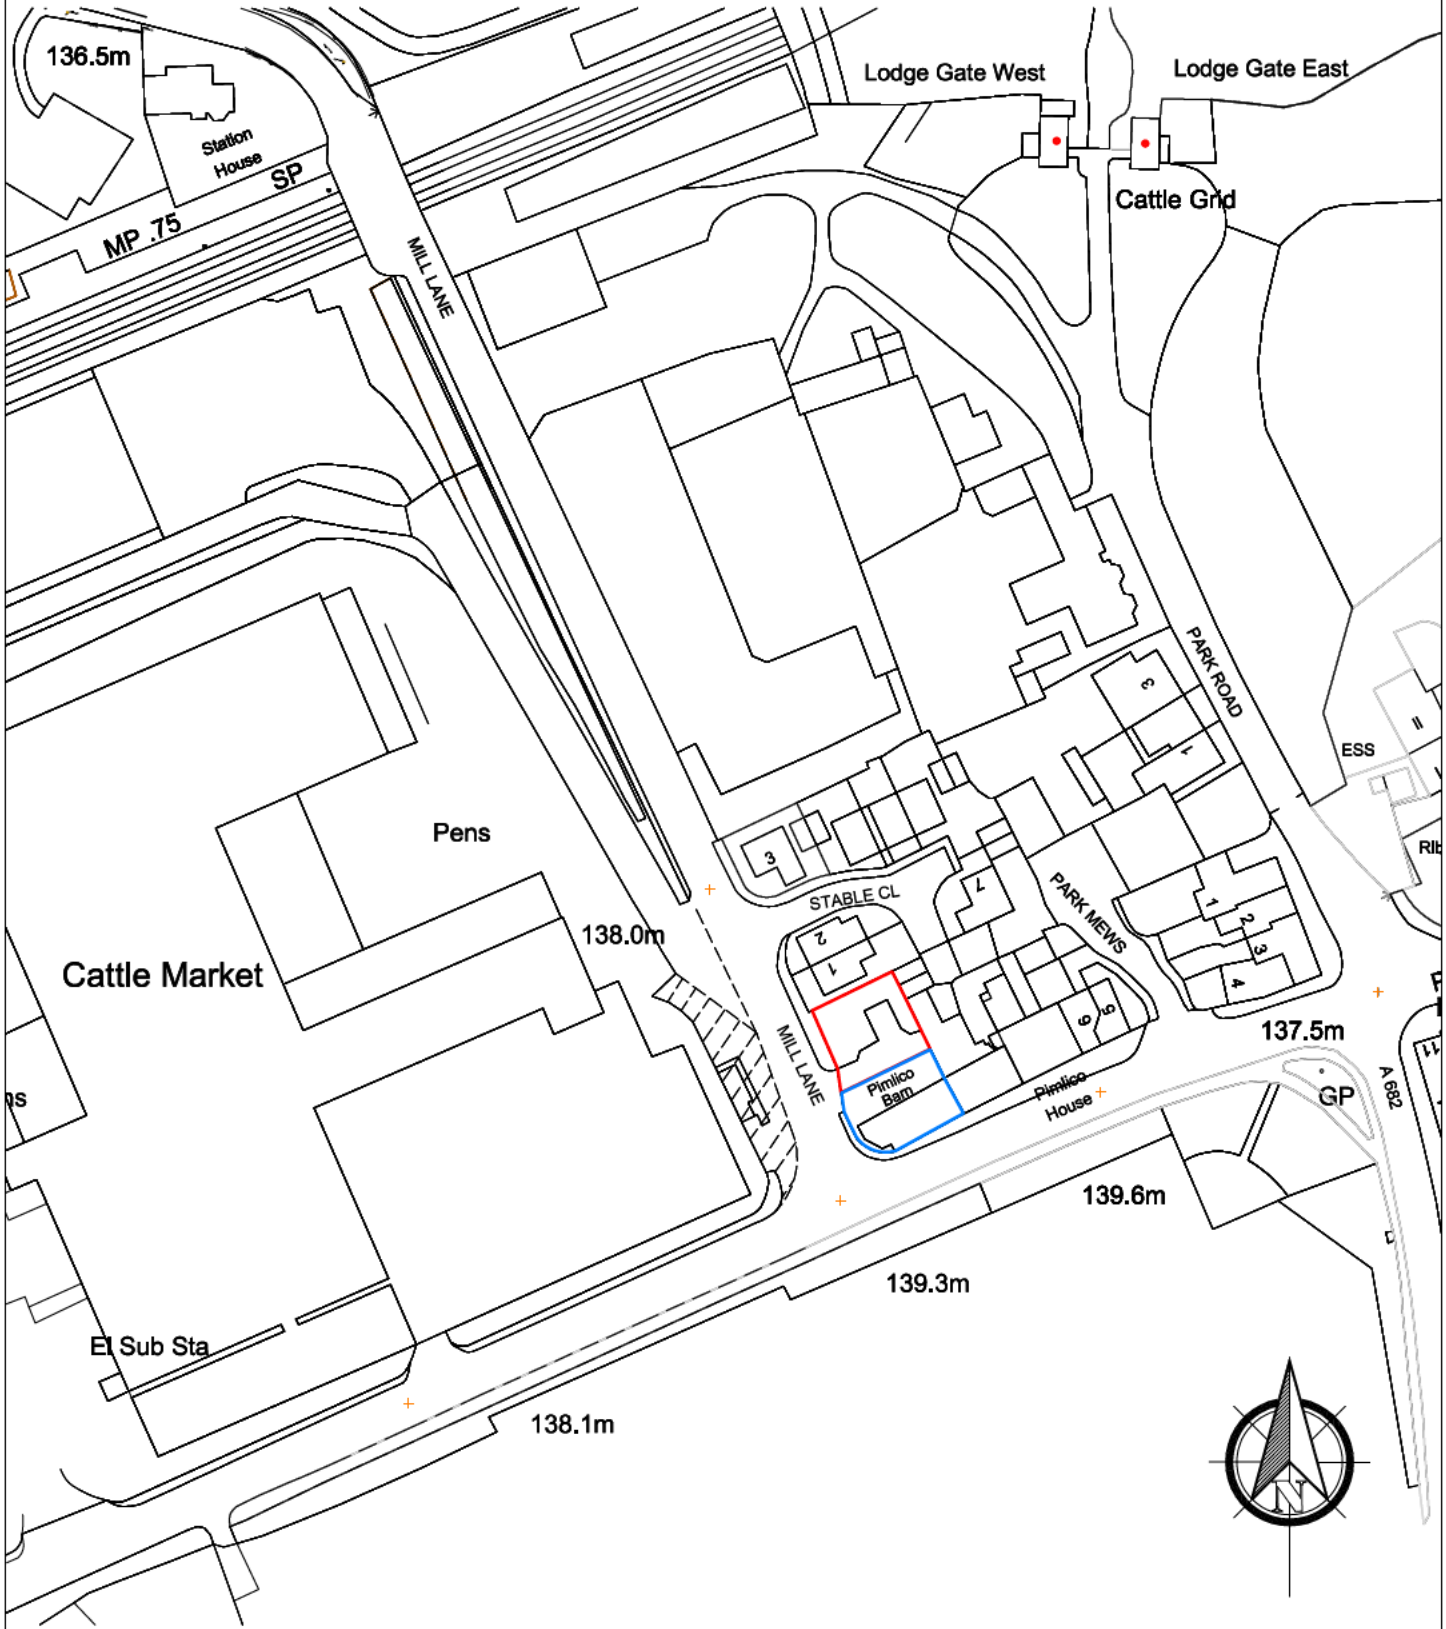 136.5m
Lodge Gate West
Lodge Gate East
Station
House
SP
MP .75
Cattle Grid
MILL LANE
PARK ROAD
3
1
II
ESS
Pens
3
STABLE CL
7
PARK MEWS
138.0m
2
1
1
2
3
4
Cattle Market
6
5
137.5m
MILL LANE
Pimlico
Barn
Pimlico
House
GP
A 682
11
139.6m
139.3m
El Sub Sta
138.1m
N